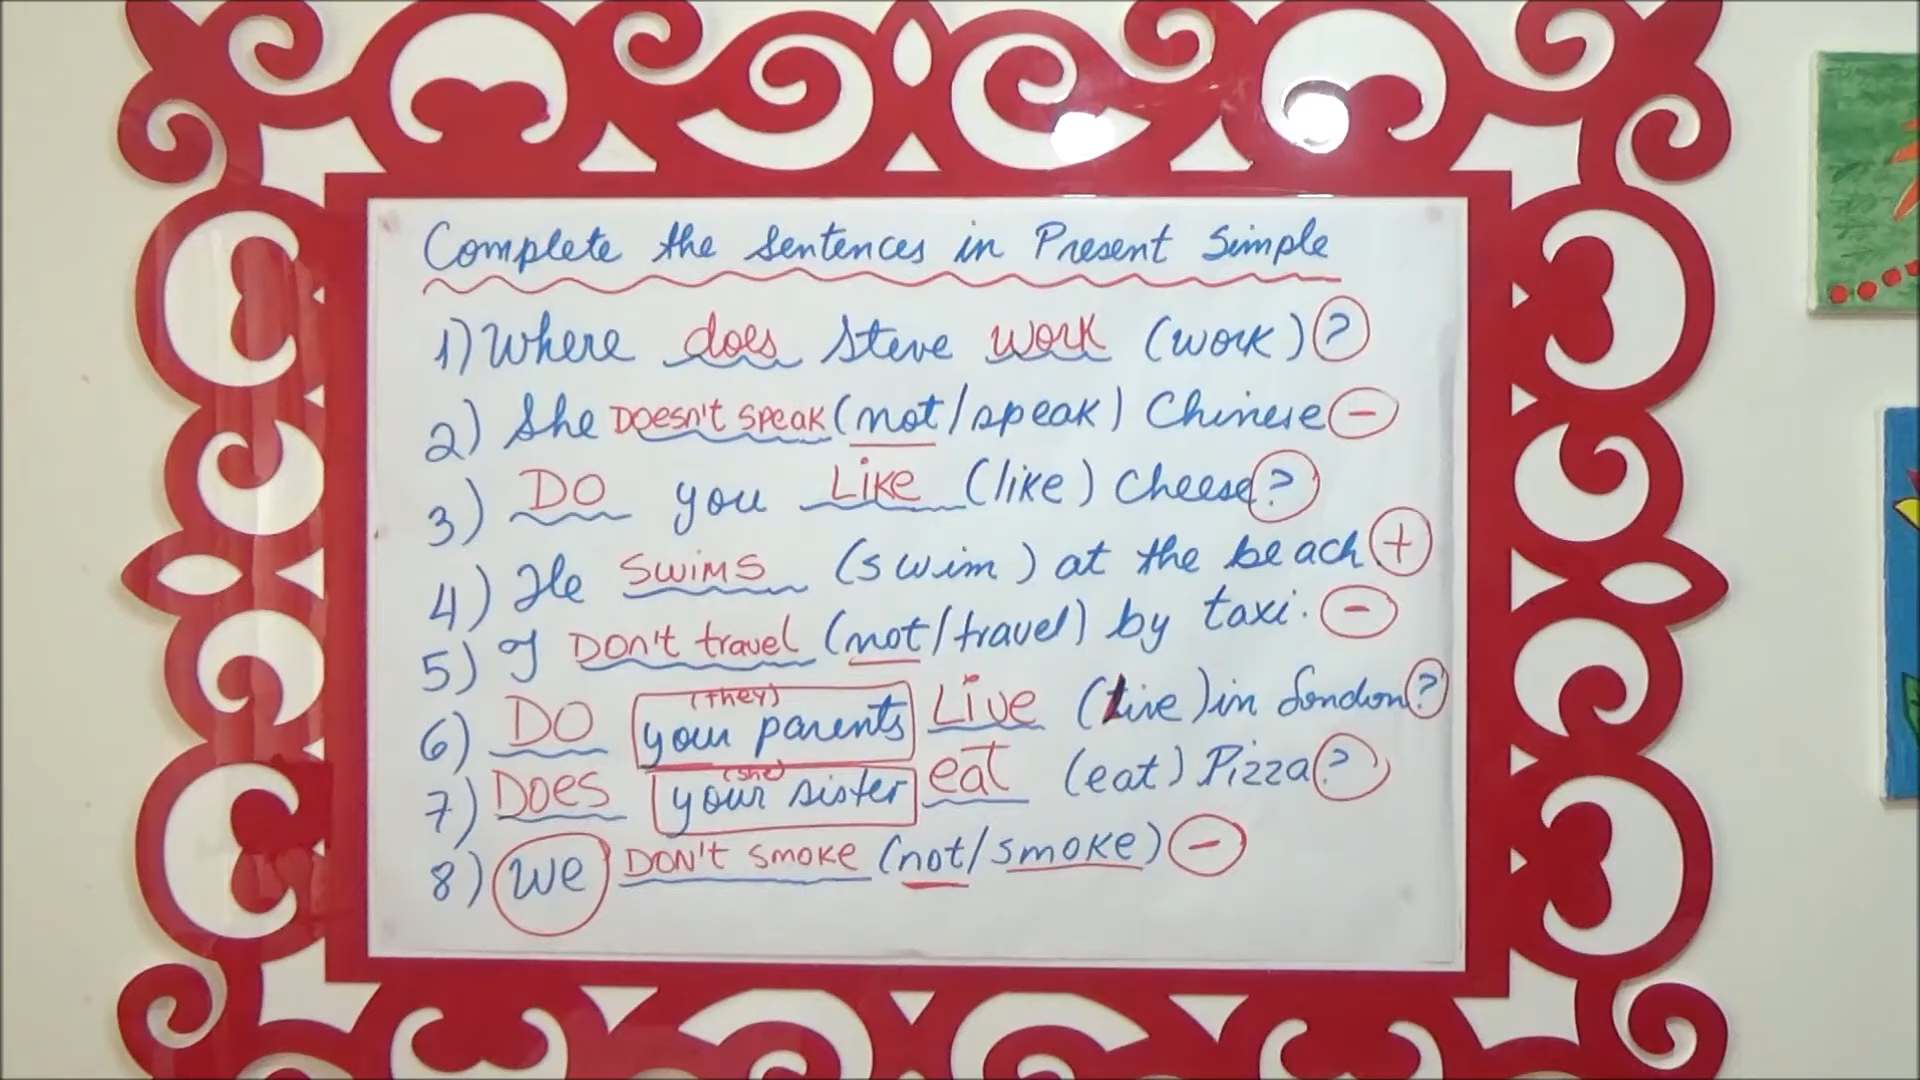 Complete the sentences in Present Simple
1) Where does Steve work (work)?
2) She Doesn't speak (not/speak) Chinese -
3) DO you Like (like) Cheese?
4) He SWIMS (swim) at the beach +
5) I DON't travel (not/travel) by taxi. -
6) DO your parents (they) Live (live) in London?
7) DOES your sister (she) eat (eat) Pizza?
8) We DON't SMOKE (not/smoke) -